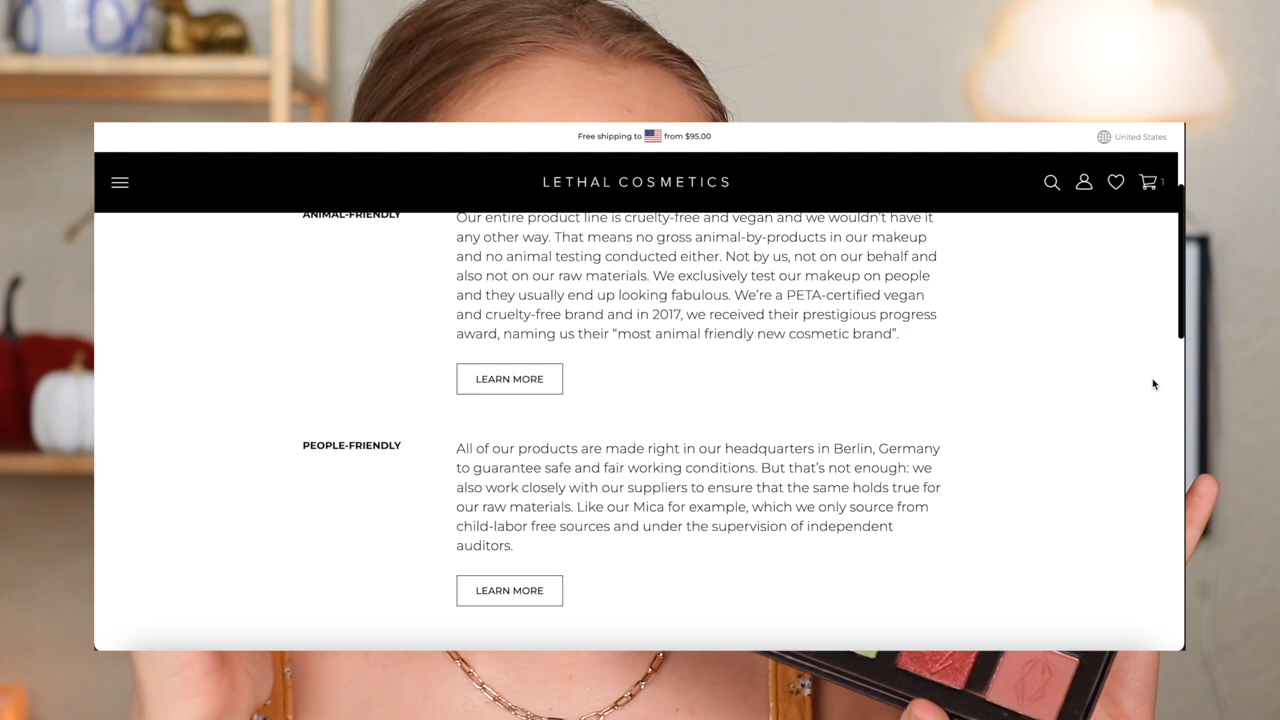 Free shipping to from $95.00
United States
LETHAL COSMETICS
1
ANIMAL-FRIENDLY
Our entire product line is cruelty-free and vegan and we wouldn't have it
any other way. That means no gross animal-by-products in our makeup
and no animal testing conducted either. Not by us, not on our behalf and
also not on our raw materials. We exclusively test our makeup on people
and they usually end up looking fabulous. We're a PETA-certified vegan
and cruelty-free brand and in 2017, we received their prestigious progress
award, naming us their “most animal friendly new cosmetic brand”.
LEARN MORE
PEOPLE-FRIENDLY
All of our products are made right in our headquarters in Berlin, Germany
to guarantee safe and fair working conditions. But that's not enough: we
also work closely with our suppliers to ensure that the same holds true for
our raw materials. Like our Mica for example, which we only source from
child-labor free sources and under the supervision of independent
auditors.
LEARN MORE